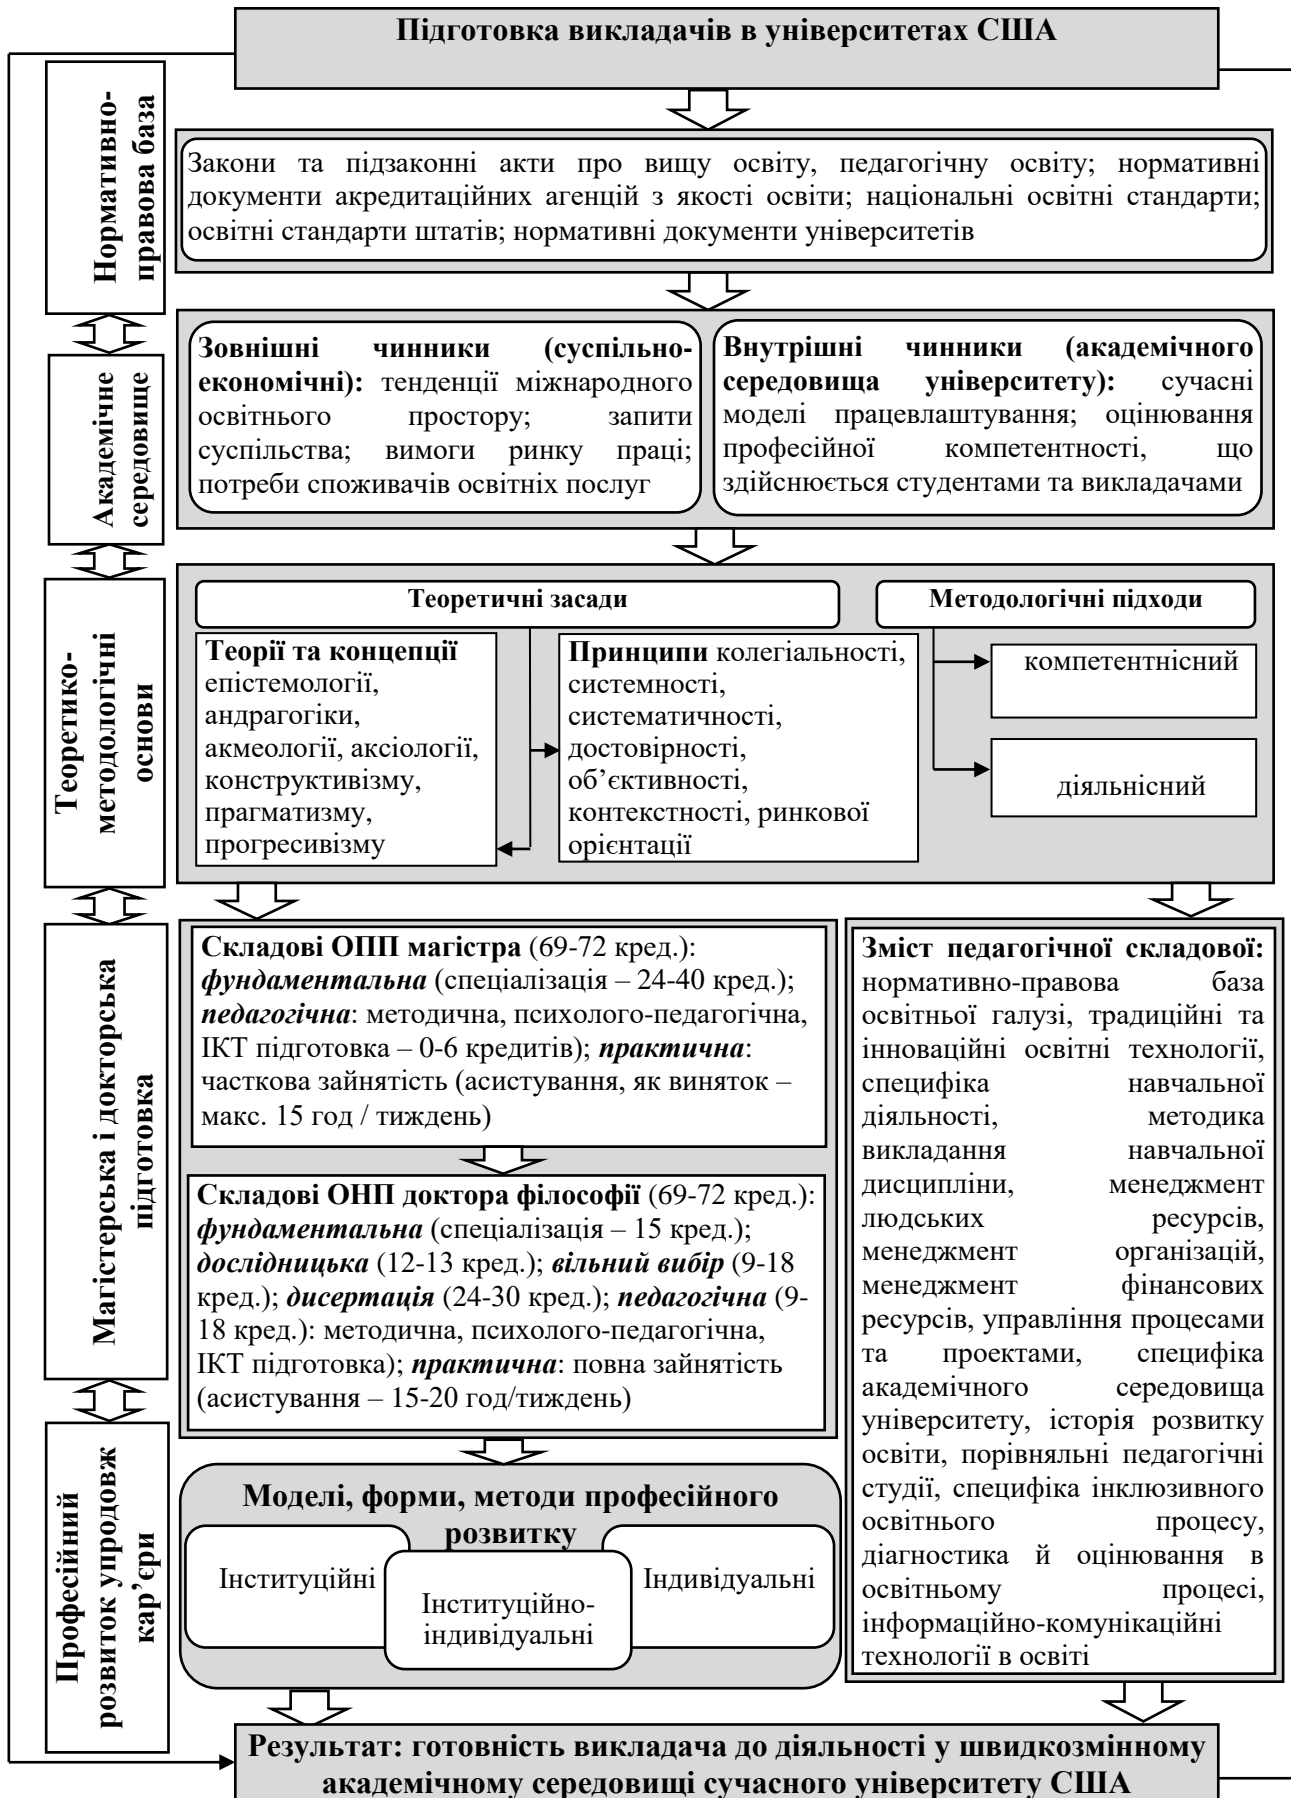 Підготовка викладачів в університетах США
Нормативно-
правова база
Закони та підзаконні акти про вищу освіту, педагогічну освіту; нормативні
документи акредитаційних агенцій з якості освіти; національні освітні стандарти;
освітні стандарти штатів; нормативні документи університетів
Академічне
середовище
Зовнішні чинники (суспільно-
економічні): тенденції міжнародного
освітнього простору; запити
суспільства; вимоги ринку праці;
потреби споживачів освітніх послуг
Внутрішні чинники (академічного
середовища університету): сучасні
моделі працевлаштування; оцінювання
професійної компетентності, що
здійснюється студентами та викладачами
Теоретико-
методологічні
основи
Теоретичні засади
Теорії та концепції
епістемології,
андрагогіки,
акмеології, аксіології,
конструктивізму,
прагматизму,
прогресивізму
Принципи колегіальності,
системності,
систематичності,
достовірності,
об’єктивності,
контекстності, ринкової
орієнтації
Методологічні підходи
компетентнісний
діяльнісний
Магістерська і докторська
підготовка
Складові ОПП магістра (69-72 кред.):
фундаментальна (спеціалізація – 24-40 кред.);
педагогічна: методична, психолого-педагогічна,
ІКТ підготовка – 0-6 кредитів); практична:
часткова зайнятість (асистування, як виняток –
макс. 15 год / тиждень)
Складові ОНП доктора філософії (69-72 кред.):
фундаментальна (спеціалізація – 15 кред.);
дослідницька (12-13 кред.); вільний вибір (9-18
кред.); дисертація (24-30 кред.); педагогічна (9-
18 кред.): методична, психолого-педагогічна,
ІКТ підготовка); практична: повна зайнятість
(асистування – 15-20 год/тиждень)
Зміст педагогічної складової:
нормативно-правова база
освітньої галузі, традиційні та
інноваційні освітні технології,
специфіка навчальної
діяльності, методика
викладання навчальної
дисципліни, менеджмент
людських ресурсів,
менеджмент організацій,
менеджмент фінансових
ресурсів, управління процесами
та проектами, специфіка
академічного середовища
університету, історія розвитку
освіти, порівняльні педагогічні
студії, специфіка інклюзивного
освітнього процесу,
діагностика й оцінювання в
освітньому процесі,
інформаційно-комунікаційні
технології в освіті
Професійний
розвиток упродовж
кар’єри
Моделі, форми, методи професійного
розвитку
Інституційні
Інституційно-
індивідуальні
Індивідуальні
Результат: готовність викладача до діяльності у швидкозмінному
академічному середовищі сучасного університету США